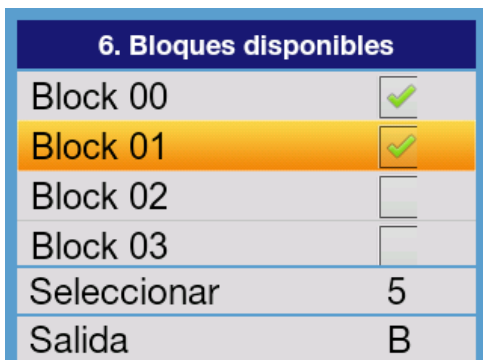 6. Bloques disponibles
Block 00
Block 01
Block 02
Block 03
Seleccionar 5
Salida B